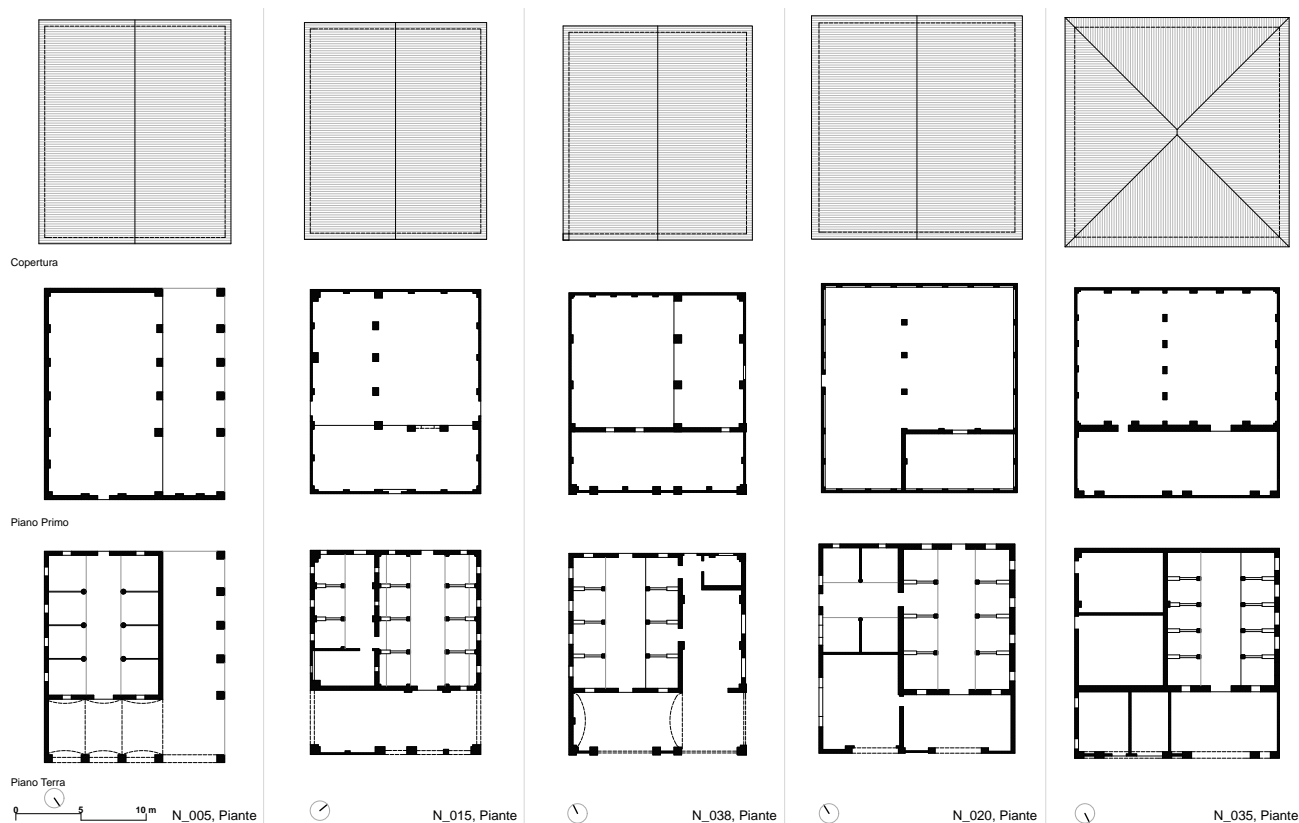 Copertura
Piano Primo
Piano Terra
0 5 10 m
N_005, Piante
N_015, Piante
N_038, Piante
N_020, Piante
N_035, Piante